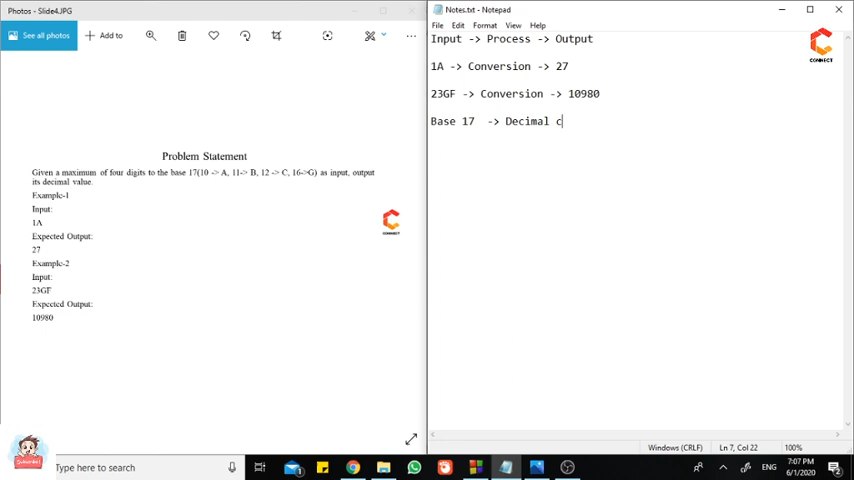 Photos - Slide4.JPG
See all photos
Add to
Problem Statement
Given a maximum of four digits to the base 17(10 -> A, 11-> B, 12 -> C, 16->G) as input, output
its decimal value.
Example-1
Input:
1A
Expected Output:
27
Example-2
Input:
23GF
Expected Output:
10980
CONNECT
Notes.txt - Notepad
File Edit Format View Help
Input -> Process -> Output
1A -> Conversion -> 27
23GF -> Conversion -> 10980
Base 17 -> Decimal c
CONNECT
Windows (CRLF) Ln 7, Col 22 100%
Subscribe!
Type here to search
ENG
7:07 PM
6/1/2020
2